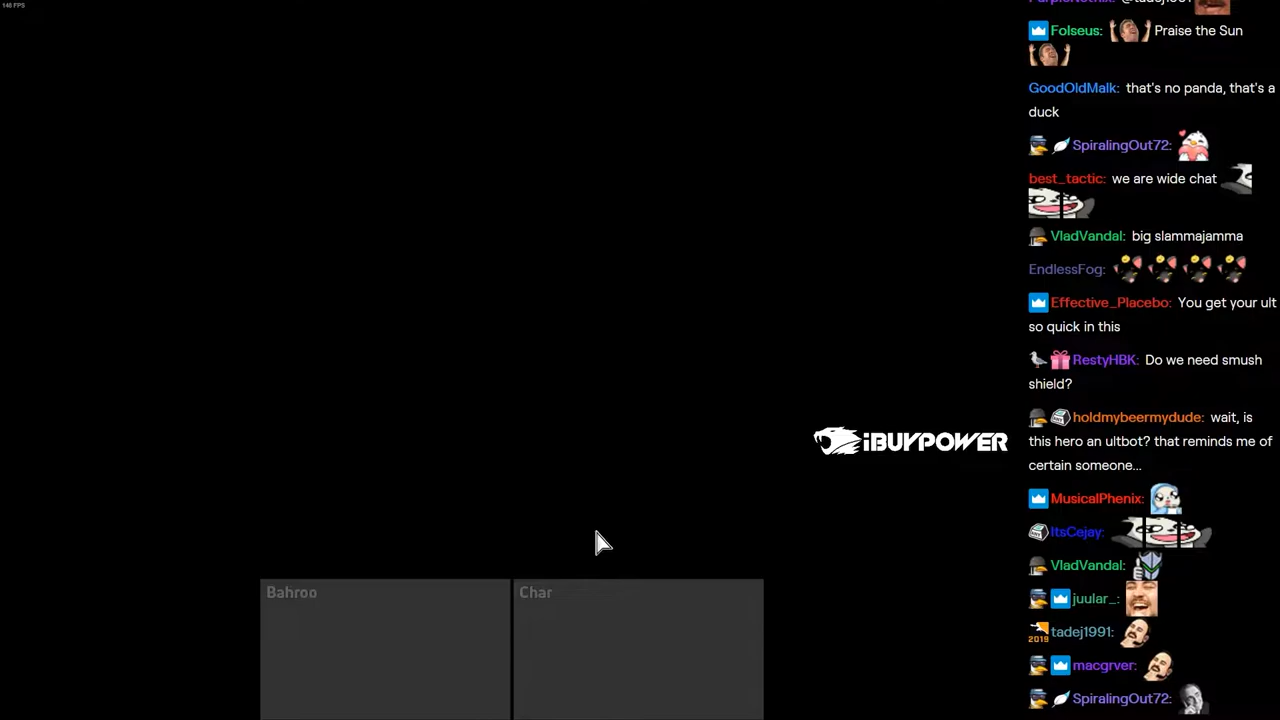 148 FPS
Folseus: Praise the Sun
GoodOldMalk: that's no panda, that's a
duck
SpiralingOut72:
best_tactic: we are wide chat
VladVandal: big slammajamma
EndlessFog:
Effective_Placebo: You get your ult
so quick in this
RestyHBK: Do we need smush
shield?
holdmybeermydude: wait, is
this hero an ultbot? that reminds me of
certain someone...
iBUYPOWER
MusicalPhenix:
ItsCejay:
VladVandal:
Bahroo
Char
juular_:
2019 tadej1991:
macgrver:
SpiralingOut72: